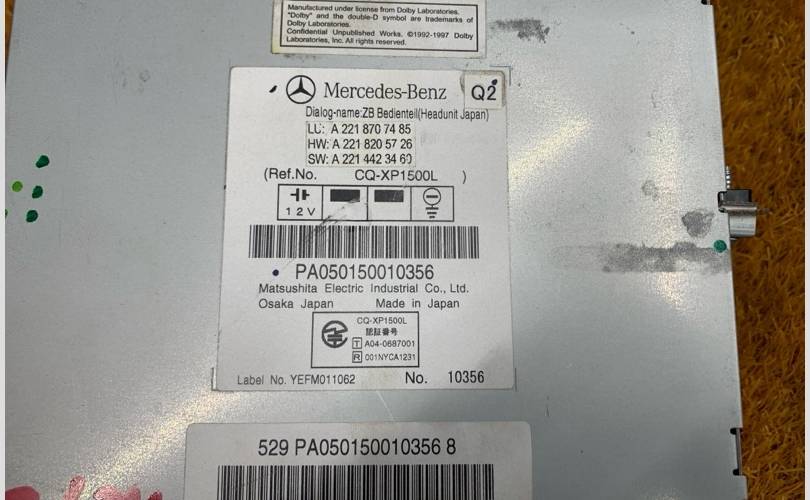 Manufactured under license from Dolby Laboratories.
"Dolby" and the double-D symbol are trademarks of
Dolby Laboratories.
Confidential Unpublished Works. ©1992-1997 Dolby
Laboratories, Inc. All rights reserved.
Mercedes-Benz Q2
Dialog-name:ZB Bedienteil(Headunit Japan)
LU: A 221 870 74 85
HW: A 221 820 57 26
SW: A 221 442 34 60
(Ref.No. CQ-XP1500L )
12V
PA050150010356
Matsushita Electric Industrial Co., Ltd.
Osaka Japan Made in Japan
CQ-XP1500L
認証番号
T A04-0687001
R 001NYCA1231
Label No. YEFM011062 No. 10356
529 PA050150010356 8